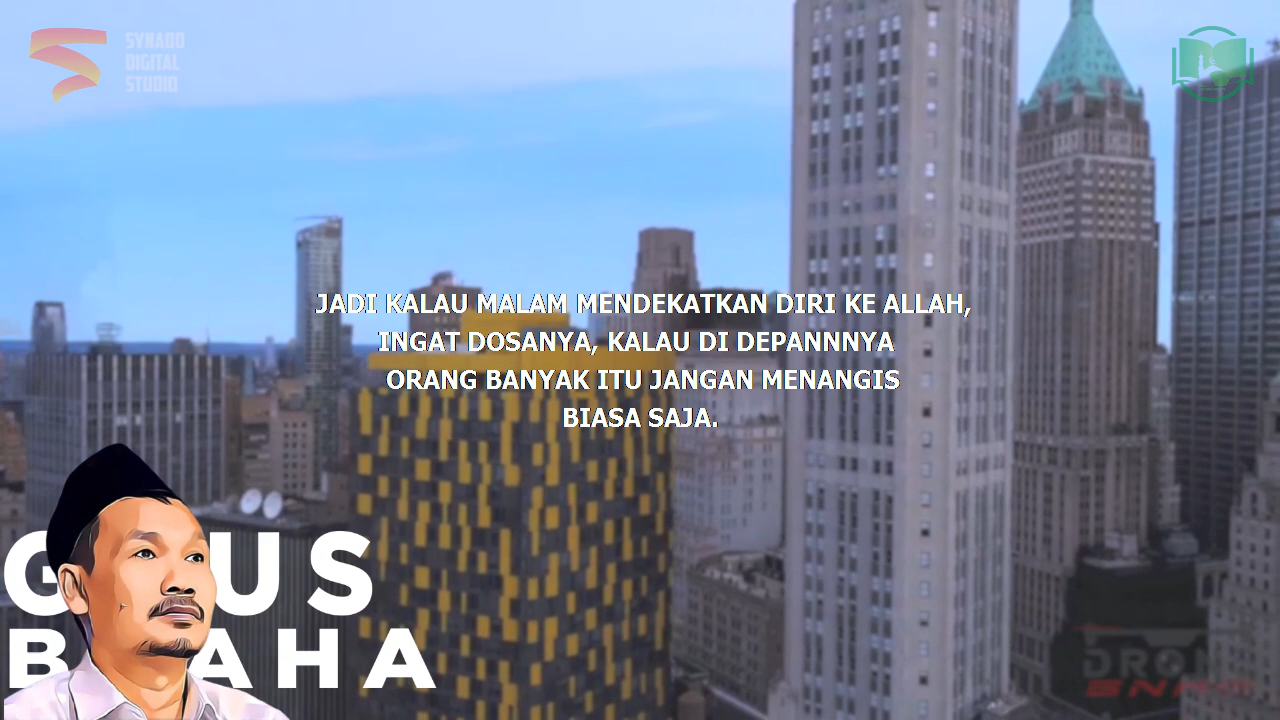 SYNADO
DIGITAL
STUDIO
JADI KALAU MALAM MENDEKATKAN DIRI KE ALLAH,
INGAT DOSANYA, KALAU DI DEPANNNYA
ORANG BANYAK ITU JANGAN MENANGIS
BIASA SAJA.
G US
B AHA
DRON